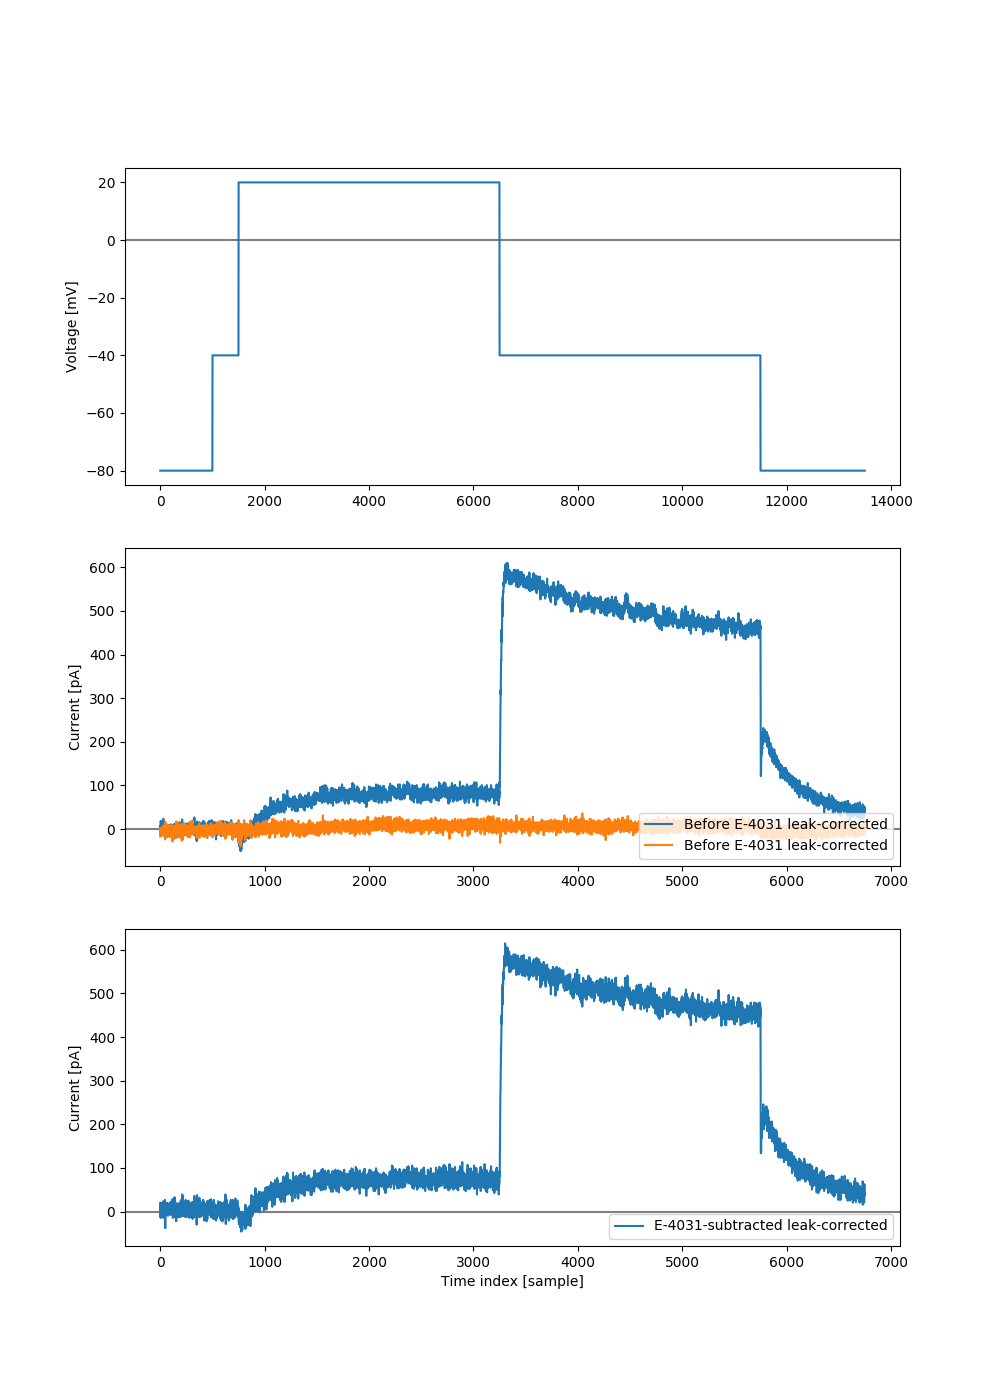 20
0
−20
−40
−60
−80
Voltage [mV]
0 2000 4000 6000 8000 10000 12000 14000
600
500
400
300
200
100
0
Current [pA]
Before E-4031 leak-corrected
Before E-4031 leak-corrected
0 1000 2000 3000 4000 5000 6000 7000
600
500
400
300
200
100
0
Current [pA]
E-4031-subtracted leak-corrected
0 1000 2000 3000 4000 5000 6000 7000
Time index [sample]